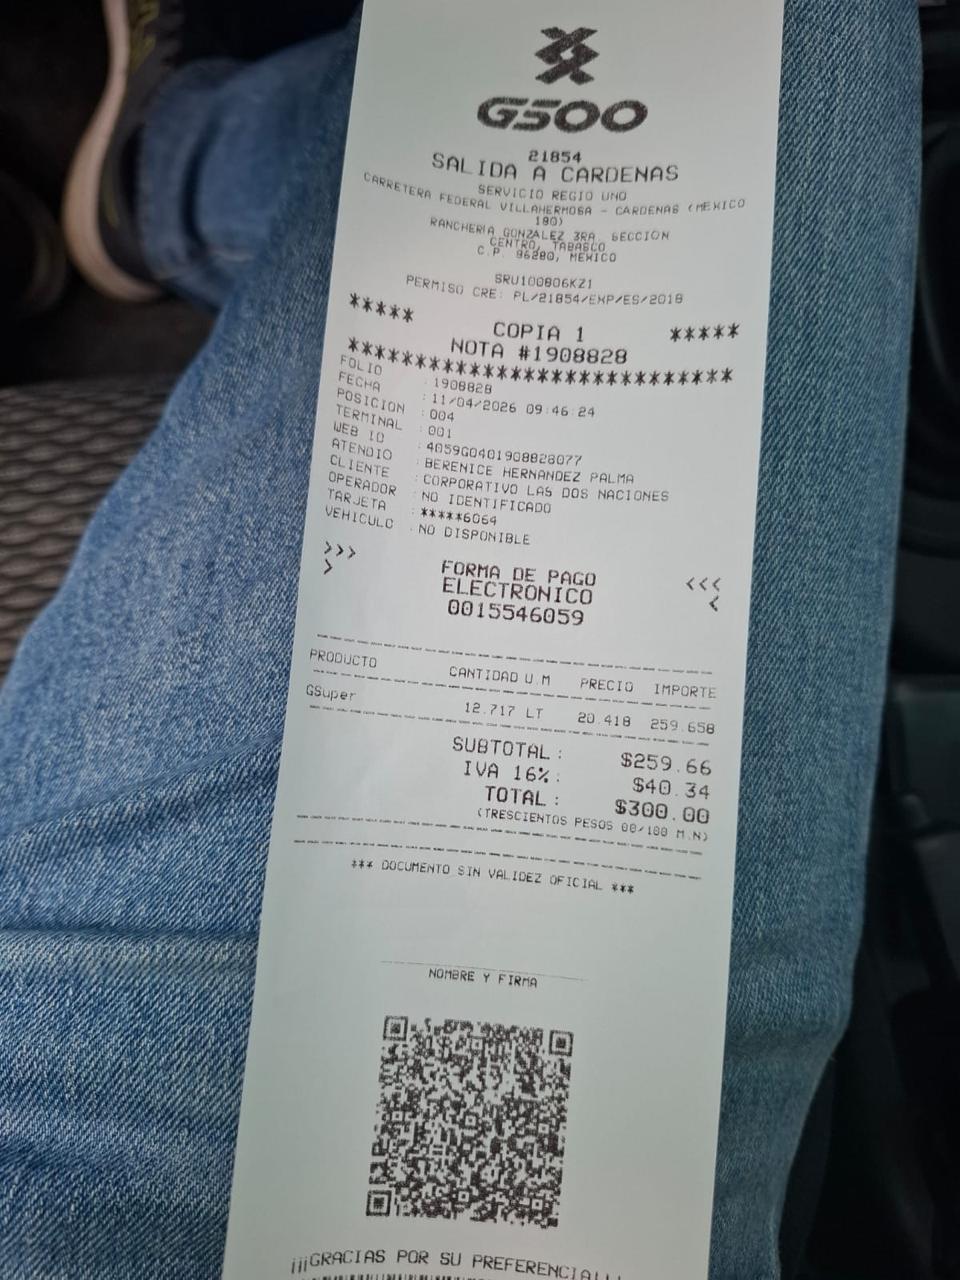 G500
21854
SALIDA A CARDENAS
SERVICIO REGIO UNO
CARRETERA FEDERAL VILLAHERMOSA - CARDENAS (MEXICO
180)
RANCHERIA GONZALEZ 3RA. SECCION
CENTRO, TABASCO
C.P. 86280, MEXICO
SRU100806KZ1
PERMISO CRE: PL/21854/EXP/ES/2018
***** COPIA 1 *****
NOTA #1908828
*****************************
FOLIO : 1908828
FECHA : 11/04/2026 09:46:24
POSICION : 004
TERMINAL : 001
WEB ID : 4059G0401908828077
ATENDIO : BERENICE HERNANDEZ PALMA
CLIENTE : CORPORATIVO LAS DOS NACIONES
OPERADOR : NO IDENTIFICADO
TARJETA : *****6064
VEHICULO : NO DISPONIBLE
>>> FORMA DE PAGO <<<
> ELECTRONICO <
0015546059
PRODUCTO CANTIDAD U.M PRECIO IMPORTE
GSuper 12.717 LT 20.418 259.658
SUBTOTAL : $259.66
IVA 16% : $40.34
TOTAL : $300.00
(TRESCIENTOS PESOS 00/100 M.N)
*** DOCUMENTO SIN VALIDEZ OFICIAL ***
NOMBRE Y FIRMA
¡¡¡GRACIAS POR SU PREFERENCIA!!!